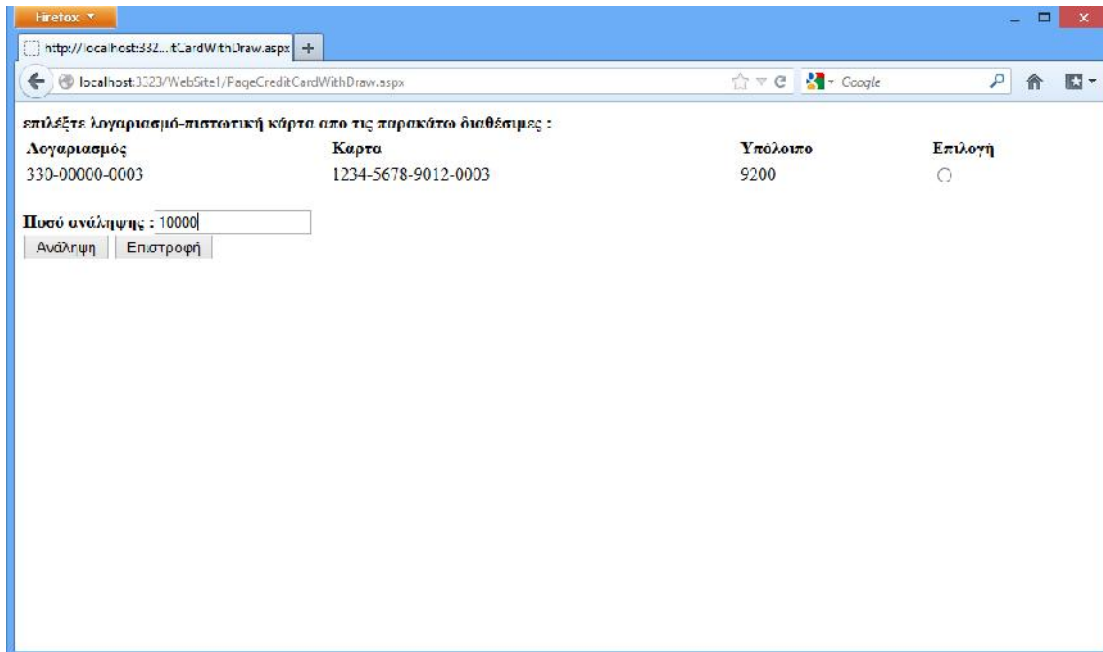 Firefox
http://localhost:332...itCardWithDraw.aspx
localhost:3323/WebSite1/PageCreditCardWithDraw.aspx
Google
επιλέξτε λογαριασμό-πιστωτική κάρτα απο τις παρακάτω διαθέσιμες :
Λογαριασμός Καρτα Υπόλοιπο Επιλογή
330-00000-0003 1234-5678-9012-0003 9200
Ποσό ανάληψης : 10000
Ανάληψη Επιστροφή